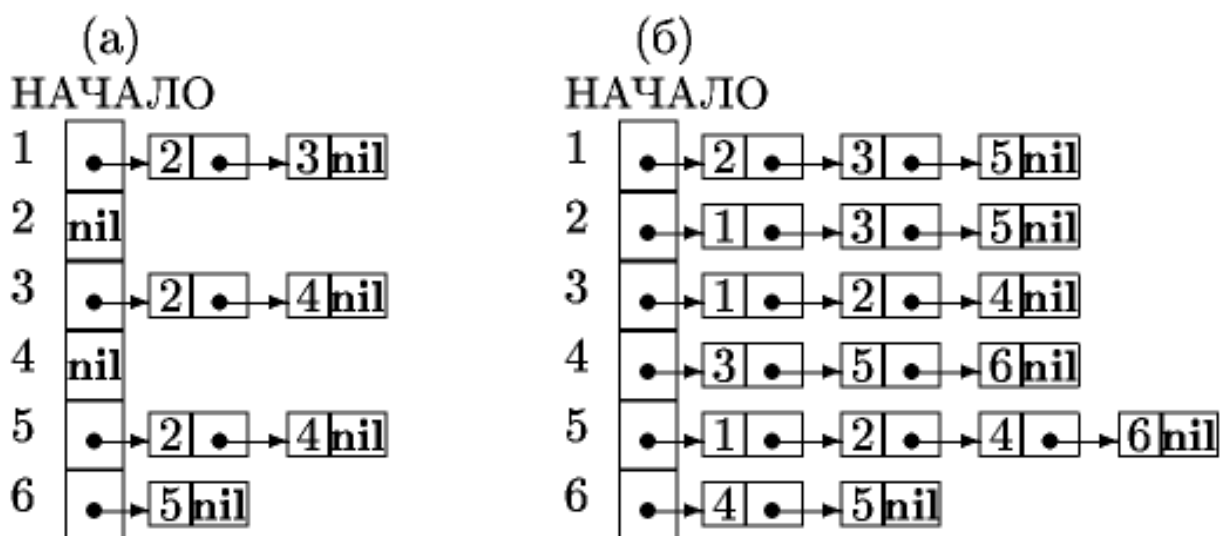 (а) (б)
НАЧАЛО НАЧАЛО
1 2 3 nil 1 2 3 5 nil
2 nil 2 1 3 5 nil
3 2 4 nil 3 1 2 4 nil
4 nil 4 3 5 6 nil
5 2 4 nil 5 1 2 4 6 nil
6 5 nil 6 4 5 nil